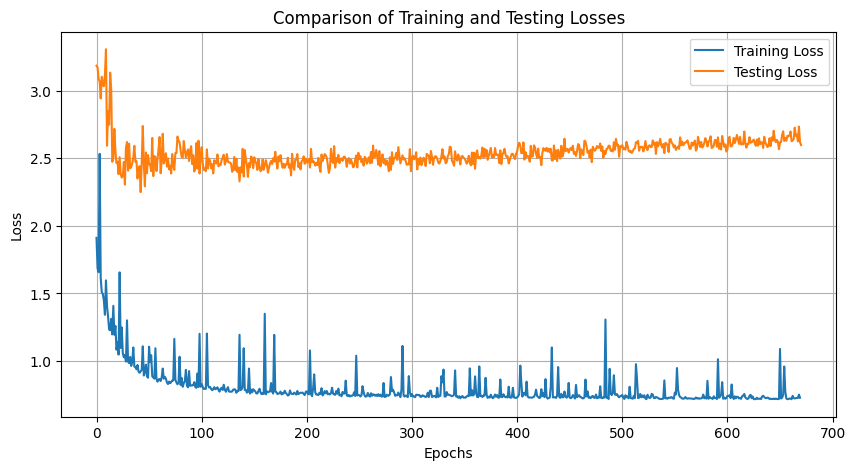 Comparison of Training and Testing Losses
Training Loss
Testing Loss
Loss
3.0
2.5
2.0
1.5
1.0
0
100
200
300
400
500
600
700
Epochs